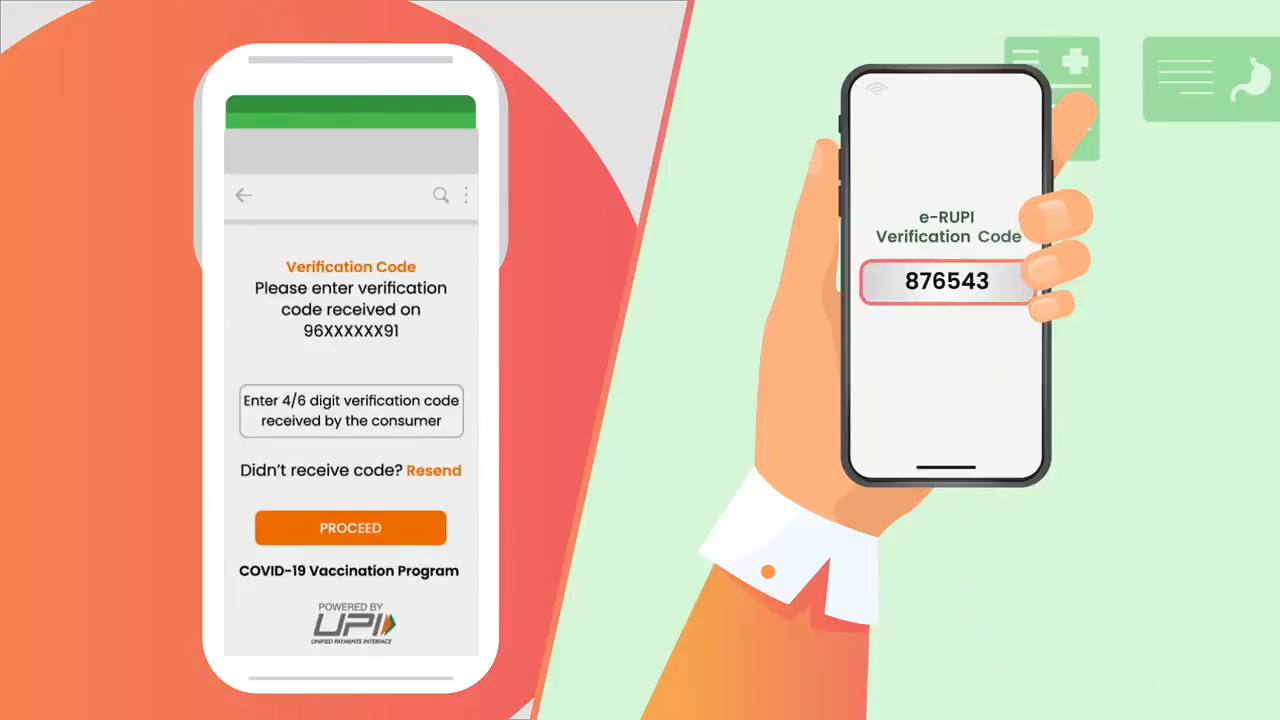 Verification Code
Please enter verification
code received on
96XXXXXX91
Enter 4/6 digit verification code
received by the consumer
Didn't receive code? Resend
PROCEED
COVID-19 Vaccination Program
POWERED BY
UPI
UNIFIED PAYMENTS INTERFACE
e-RUPI
Verification Code
876543